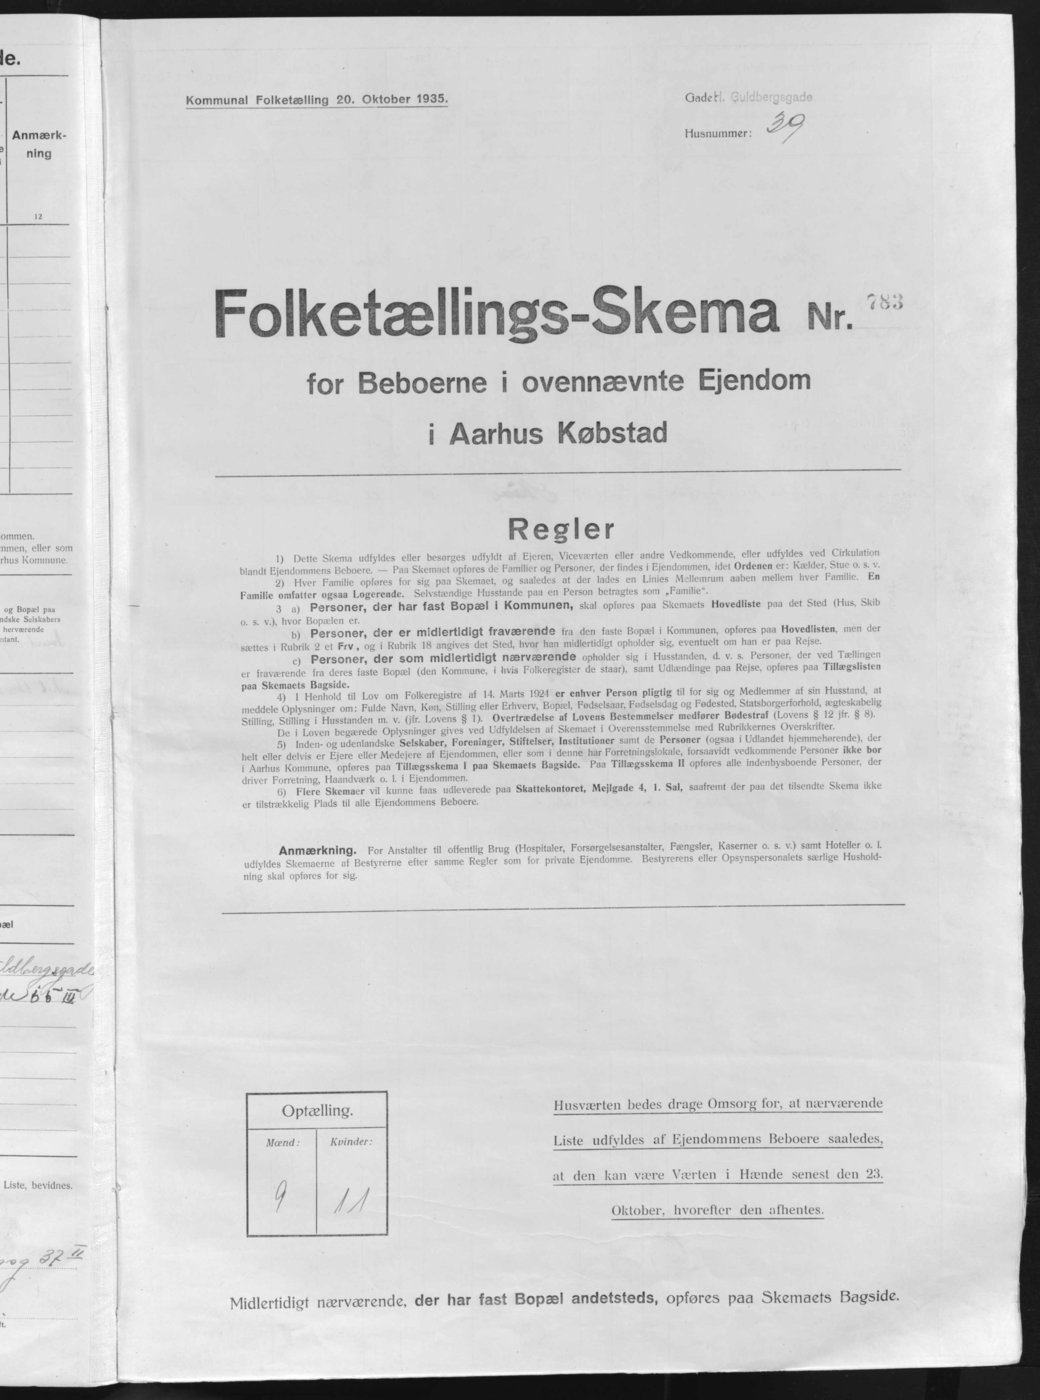 de.
Anmærk-
ning
12
ommen.
mmen, eller som
rhus Kommune.
og Bopæl paa
ndske Selskabers
herværende
ntant.
pæl
ldbergsgade
de 55 III
Liste, bevidnes.
37 II
Kommunal Folketælling 20. Oktober 1935.
Gade: H. Guldbergsgade
Husnummer: 39
Folketællings-Skema Nr. 783
for Beboerne i ovennævnte Ejendom
i Aarhus Købstad
Regler
1) Dette Skema udfyldes eller besørges udfyldt af Ejeren, Viceværten eller andre Vedkommende, eller udfyldes ved Cirkulation
blandt Ejendommens Beboere. — Paa Skemaet opføres de Familier og Personer, der findes i Ejendommen, idet Ordenen er: Kælder, Stue o. s. v.
2) Hver Familie opføres for sig paa Skemaet, og saaledes at der lades en Linies Mellemrum aaben mellem hver Familie. En
Familie omfatter ogsaa Logerende. Selvstændige Husstande paa en Person betragtes som „Familie“.
3 a) Personer, der har fast Bopæl i Kommunen, skal opføres paa Skemaets Hovedliste paa det Sted (Hus, Skib
o. s. v.), hvor Bopælen er.
b) Personer, der er midlertidigt fraværende fra den faste Bopæl i Kommunen, opføres paa Hovedlisten, men der
sættes i Rubrik 2 et Frv, og i Rubrik 18 angives det Sted, hvor han midlertidigt opholder sig, eventuelt om han er paa Rejse.
c) Personer, der som midlertidigt nærværende opholder sig i Husstanden, d. v. s. Personer, der ved Tællingen
er fraværende fra deres faste Bopæl (den Kommune, i hvis Folkeregister de staar), samt Udlændinge paa Rejse, opføres paa Tillægslisten
paa Skemaets Bagside.
4) I Henhold til Lov om Folkeregistre af 14. Marts 1924 er enhver Person pligtig til for sig og Medlemmer af sin Husstand, at
meddele Oplysninger om: Fulde Navn, Køn, Stilling eller Erhverv, Bopæl, Fødselsaar, Fødselsdag og Fødested, Statsborgerforhold, ægteskabelig
Stilling, Stilling i Husstanden m. v. (jfr. Lovens § 1). Overtrædelse af Lovens Bestemmelser medfører Bødestraf (Lovens § 12 jfr. § 8).
De i Loven begærede Oplysninger gives ved Udfyldelsen af Skemaet i Overensstemmelse med Rubrikkernes Overskrifter.
5) Inden- og udenlandske Selskaber, Foreninger, Stiftelser, Institutioner samt de Personer (ogsaa i Udlandet hjemmehørende), der
helt eller delvis er Ejere eller Medejere af Ejendommen, eller som i denne har Forretningslokale, forsaavidt vedkommende Personer ikke bor
i Aarhus Kommune, opføres paa Tillægsskema I paa Skemaets Bagside. Paa Tillægsskema II opføres alle indenbysboende Personer, der
driver Forretning, Haandværk o. l. i Ejendommen.
6) Flere Skemaer vil kunne faas udleverede paa Skattekontoret, Mejlgade 4, 1. Sal, saafremt der paa det tilsendte Skema ikke
er tilstrækkelig Plads til alle Ejendommens Beboere.
Anmærkning. For Anstalter til offentlig Brug (Hospitaler, Forsørgelsesanstalter, Fængsler, Kaserner o. s. v.) samt Hoteller o. l.
udfyldes Skemaerne af Bestyrerne efter samme Regler som for private Ejendomme. Bestyrerens eller Opsynspersonalets særlige Hushold-
ning skal opføres for sig.
Optælling.
Mænd: Kvinder:
9 11
Husværten bedes drage Omsorg for, at nærværende
Liste udfyldes af Ejendommens Beboere saaledes,
at den kan være Værten i Hænde senest den 23.
Oktober, hvorefter den afhentes.
Midlertidigt nærværende, der har fast Bopæl andetsteds, opføres paa Skemaets Bagside.